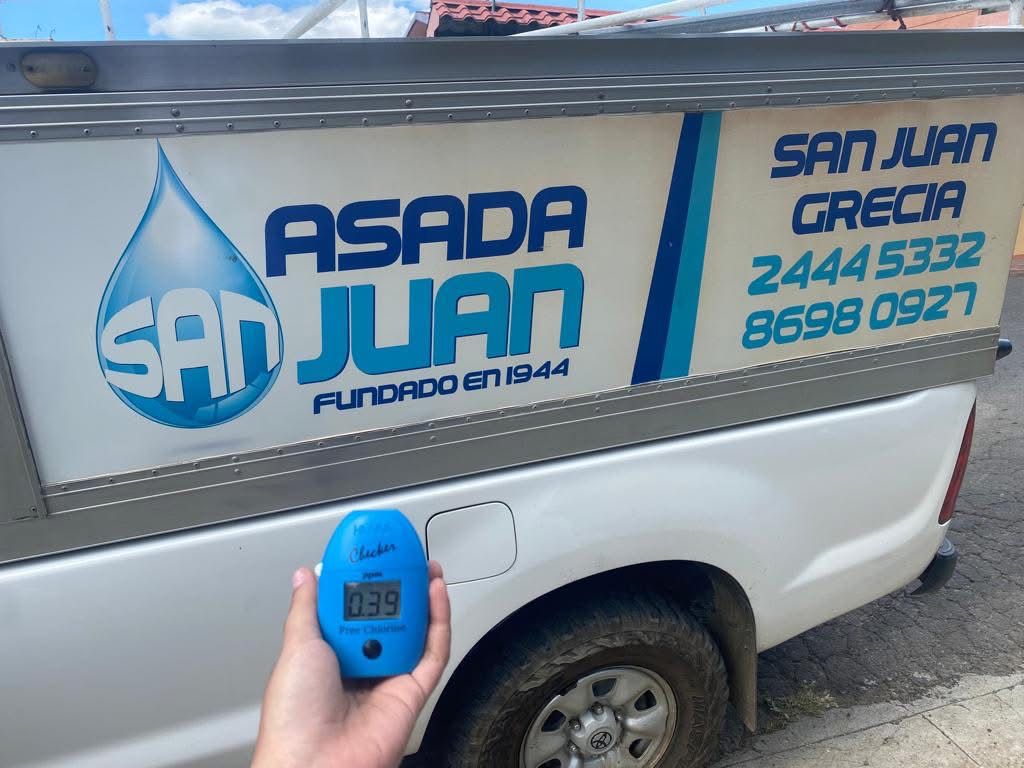 SAN
ASADA
JUAN
FUNDADO EN 1944
SAN JUAN
GRECIA
2444 5332
8698 0927
Checker
ppm
0.39
Free Chlorine